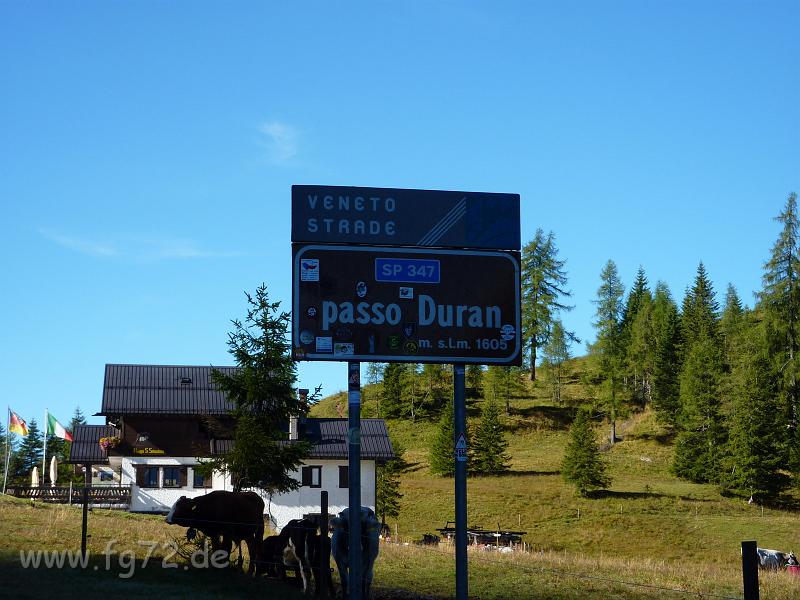 VENETO
STRADE
SP 347
passo Duran
m. s.l.m. 1605
www.fg72.de